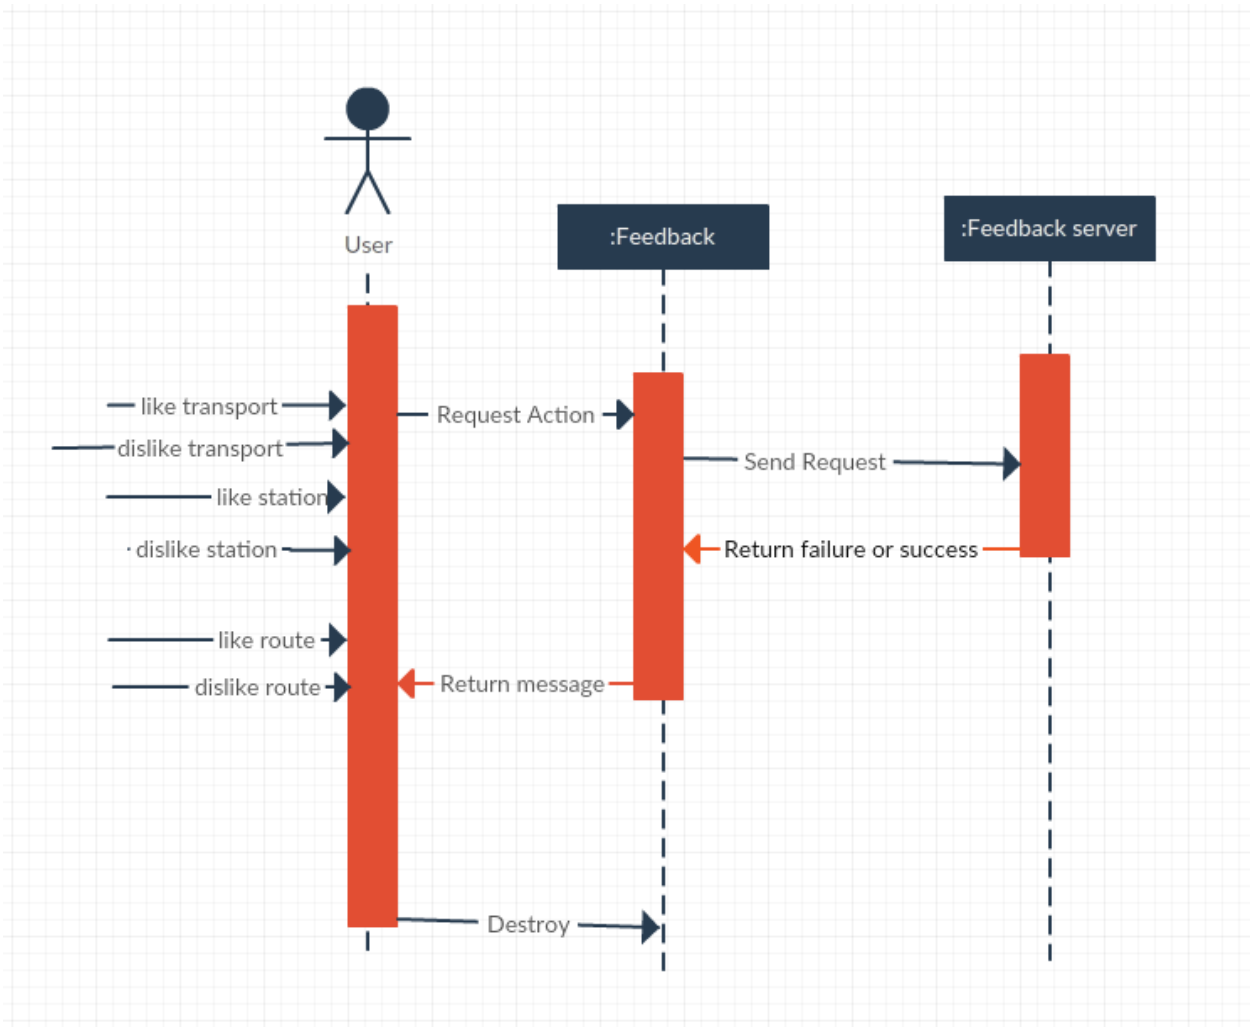 User
:Feedback
:Feedback server
like transport
Request Action
dislike transport
Send Request
like station
dislike station
Return failure or success
like route
dislike route
Return message
Destroy